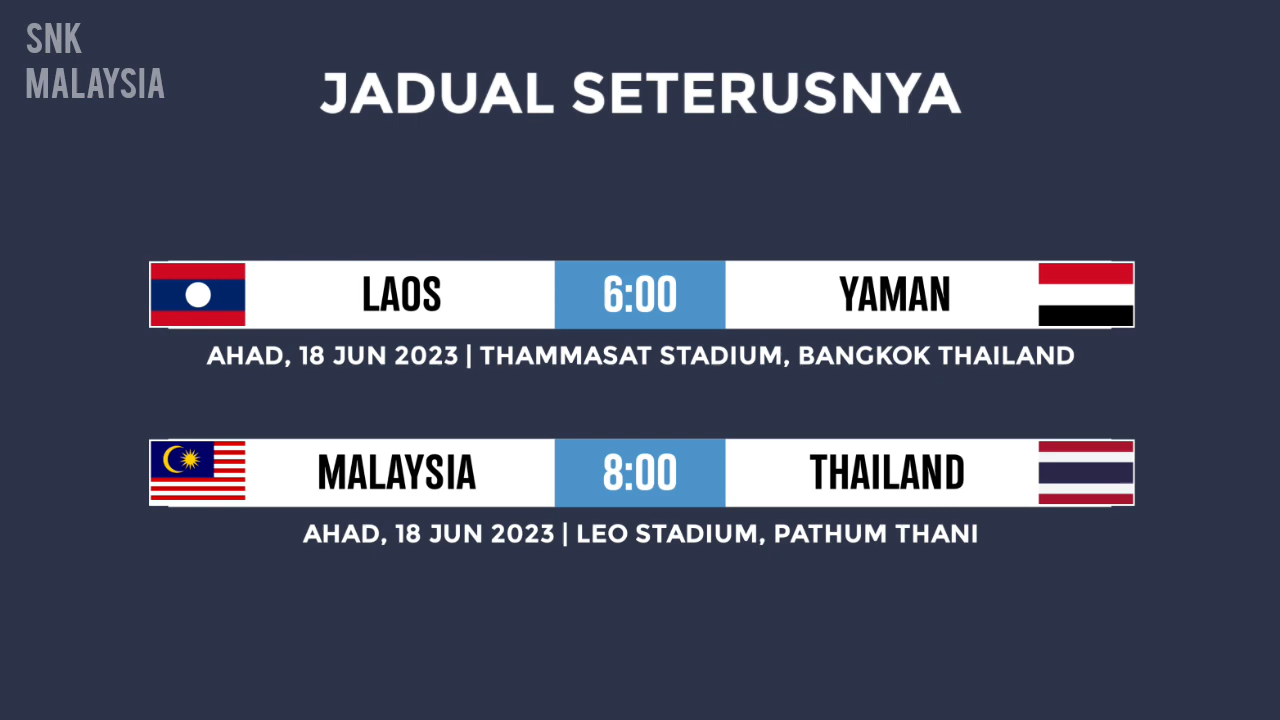 SNK
MALAYSIA
JADUAL SETERUSNYA
LAOS 6:00 YAMAN
AHAD, 18 JUN 2023 | THAMMASAT STADIUM, BANGKOK THAILAND
MALAYSIA 8:00 THAILAND
AHAD, 18 JUN 2023 | LEO STADIUM, PATHUM THANI